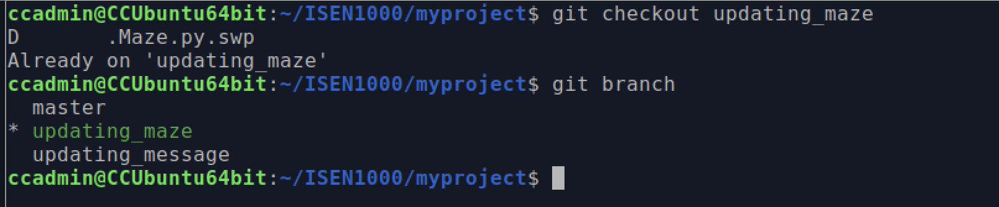 ccadmin@CCUbuntu64bit:~/ISEN1000/myproject$ git checkout updating_maze
D       .Maze.py.swp
Already on 'updating_maze'
ccadmin@CCUbuntu64bit:~/ISEN1000/myproject$ git branch
  master
* updating_maze
  updating_message
ccadmin@CCUbuntu64bit:~/ISEN1000/myproject$